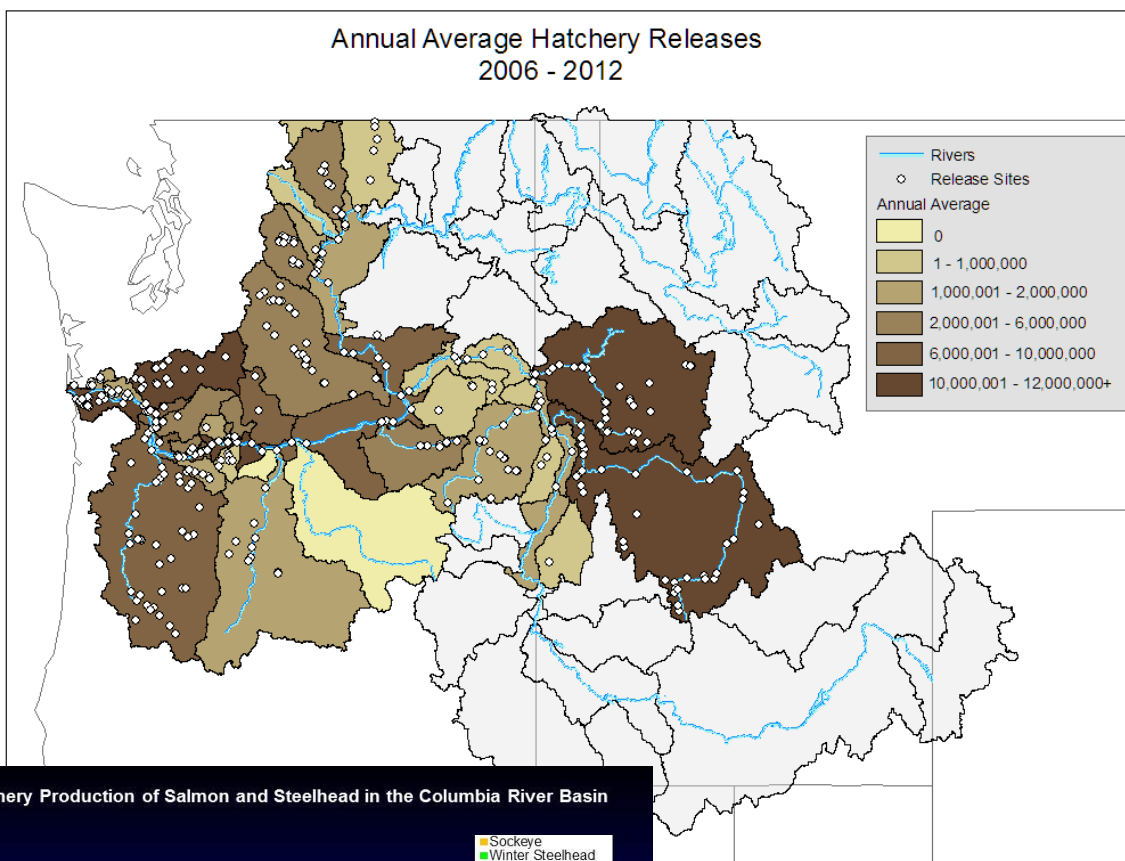 Annual Average Hatchery Releases
2006 - 2012
Rivers
Release Sites
Annual Average
0
1 - 1,000,000
1,000,001 - 2,000,000
2,000,001 - 6,000,000
6,000,001 - 10,000,000
10,000,001 - 12,000,000+
Production of Salmon and Steelhead in the Columbia River Basin
Sockeye
Winter Steelhead